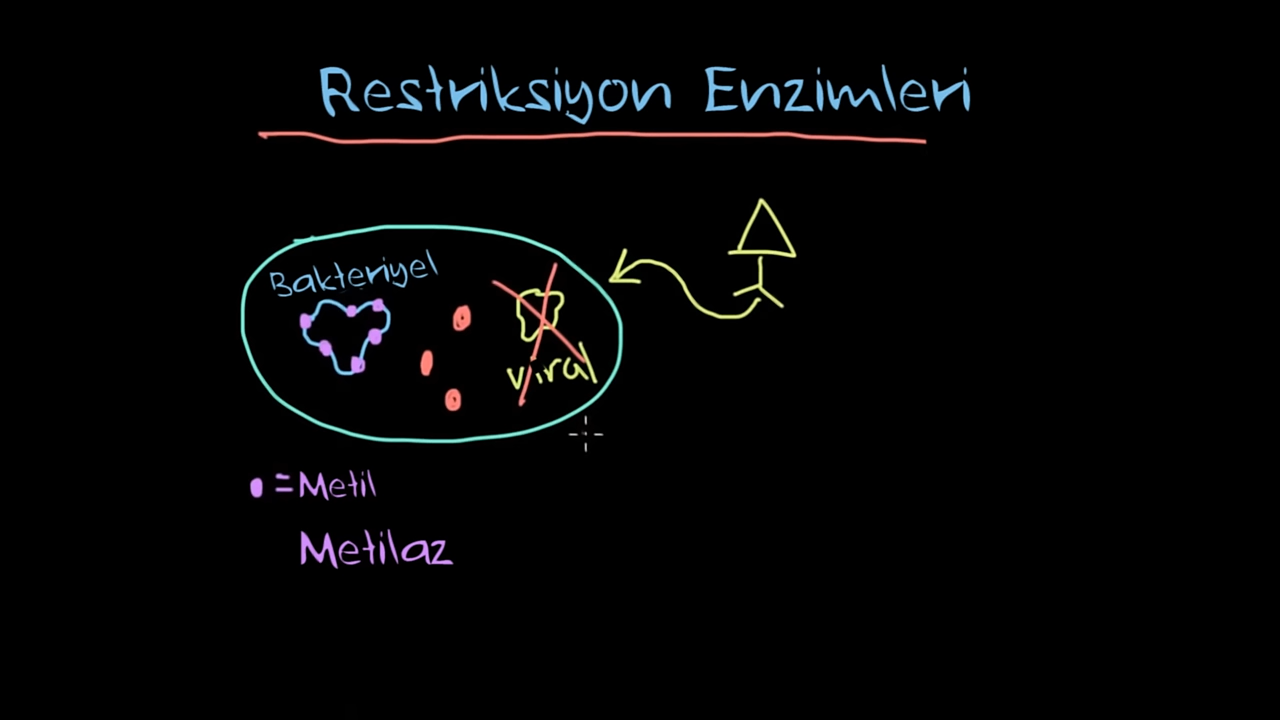 Restriksiyon Enzimleri
Bakteriyel
viral
= Metil
Metilaz